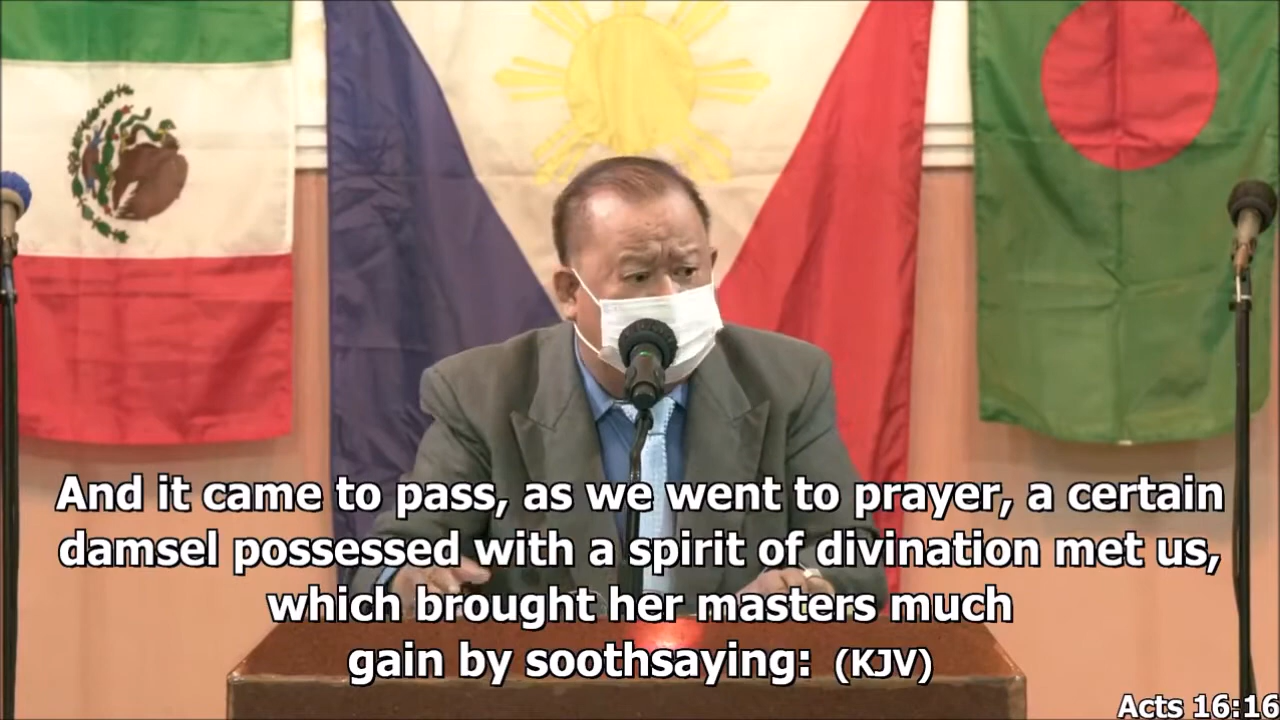 And it came to pass, as we went to prayer, a certain
damsel possessed with a spirit of divination met us,
which brought her masters much
gain by soothsaying: (KJV)
Acts 16:16